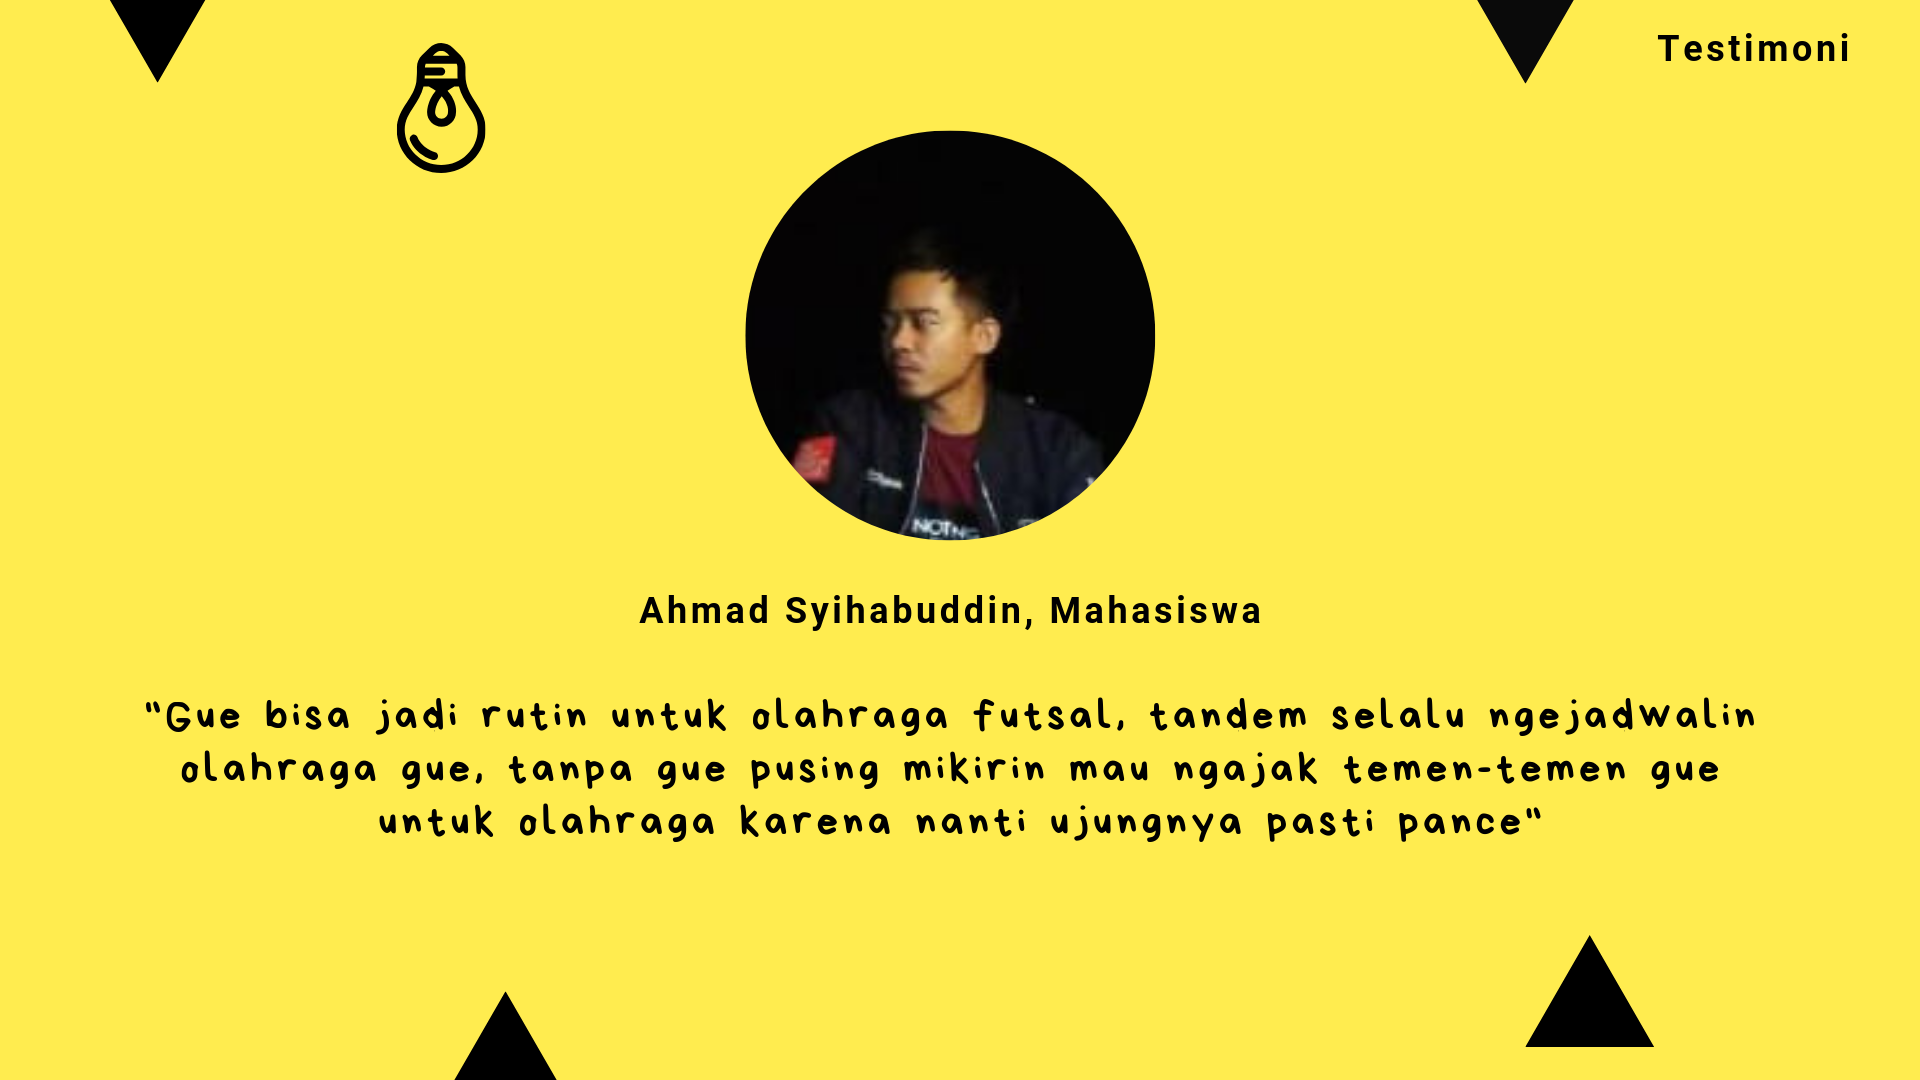 Testimoni
Ahmad Syihabuddin, Mahasiswa
"Gue bisa jadi rutin untuk olahraga futsal, tandem selalu ngejadwalin
olahraga gue, tanpa gue pusing mikirin mau ngajak temen-temen gue
untuk olahraga karena nanti ujungnya pasti pance"